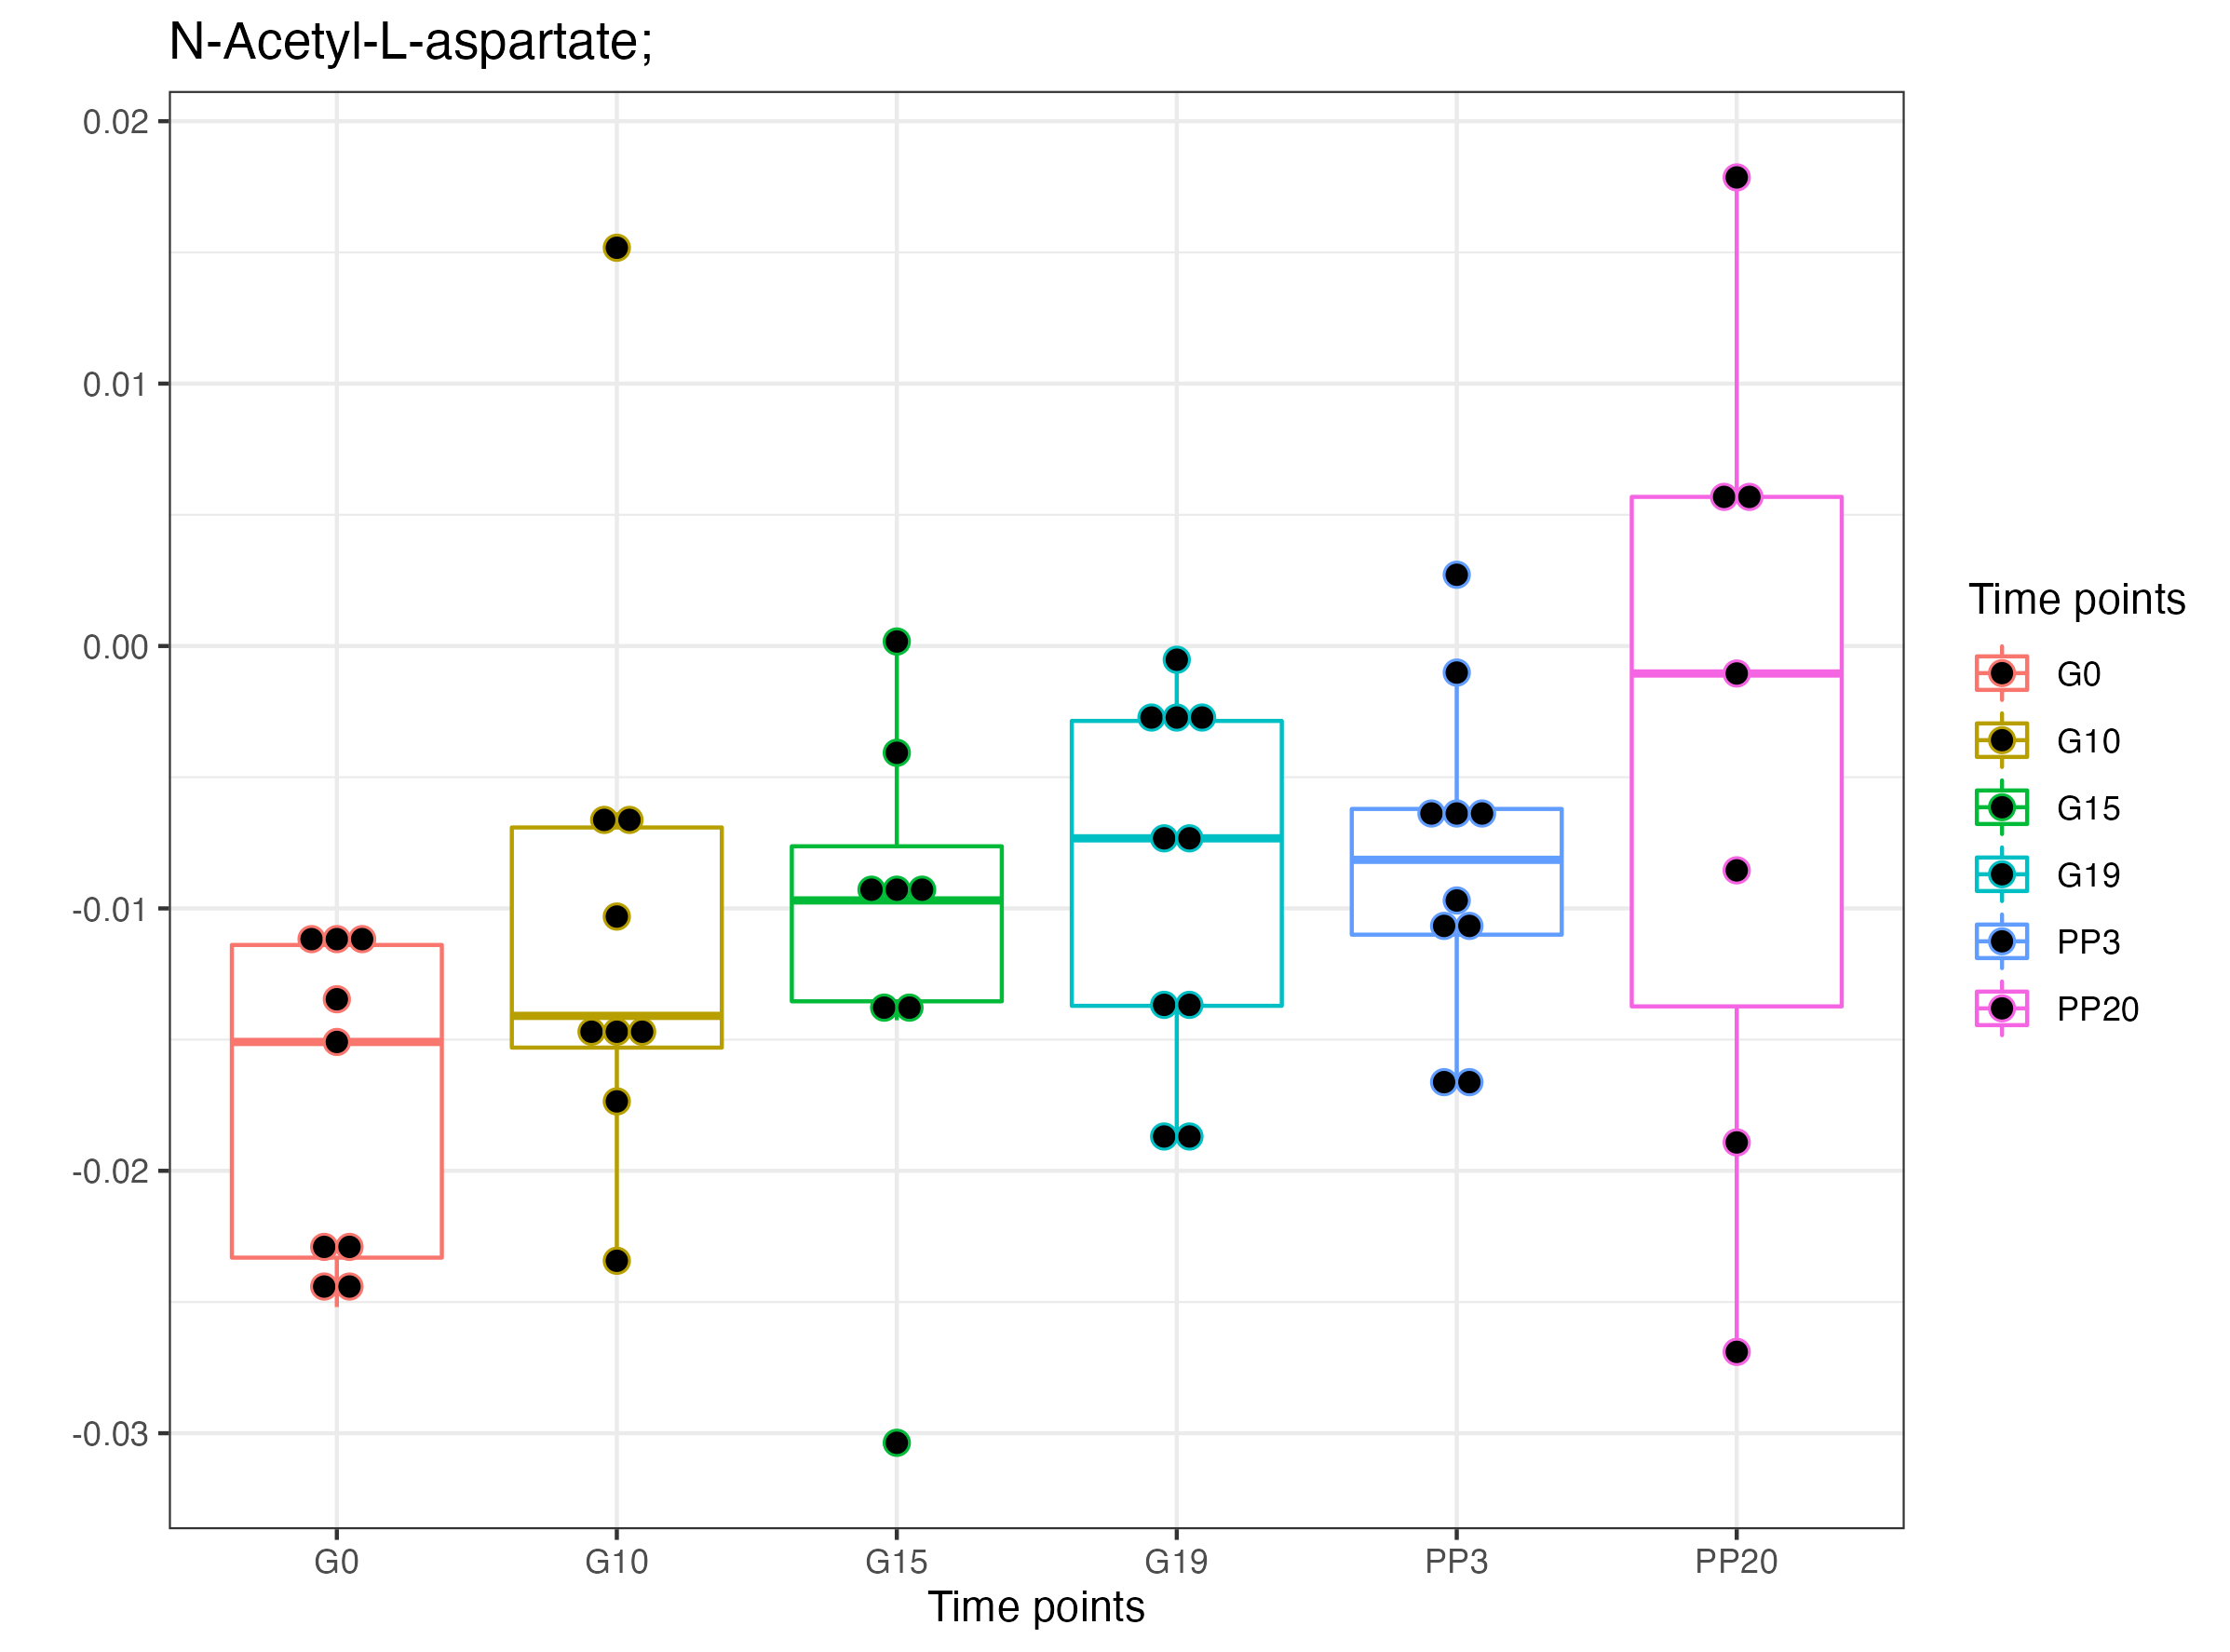 N-Acetyl-L-aspartate;
0.02
0.01
0.00
-0.01
-0.02
-0.03
G0 G10 G15 G19 PP3 PP20
Time points
Time points
G0
G10
G15
G19
PP3
PP20